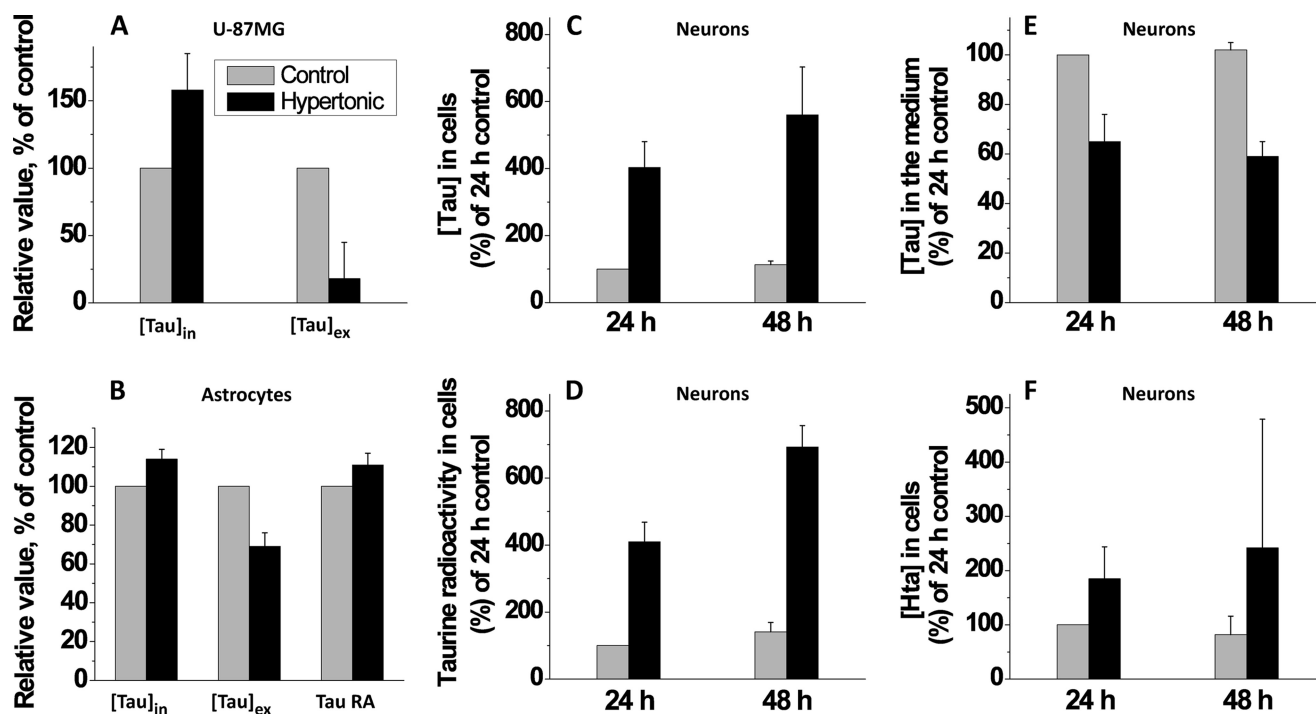 A
U-87MG
Relative value, % of control
150
100
50
0
Control
Hypertonic
[Tau]in
[Tau]ex
B
Astrocytes
Relative value, % of control
120
100
80
60
40
20
0
[Tau]in
[Tau]ex
Tau RA
C
Neurons
[Tau] in cells
(%) of 24 h control
800
600
400
200
0
24 h
48 h
D
Neurons
Taurine radioactivity in cells
(%) of 24 h control
800
600
400
200
0
24 h
48 h
E
Neurons
[Tau] in the medium
(%) of 24 h control
100
80
60
40
20
0
24 h
48 h
F
Neurons
[Hta] in cells
(%) of 24 h control
500
400
300
200
100
0
24 h
48 h